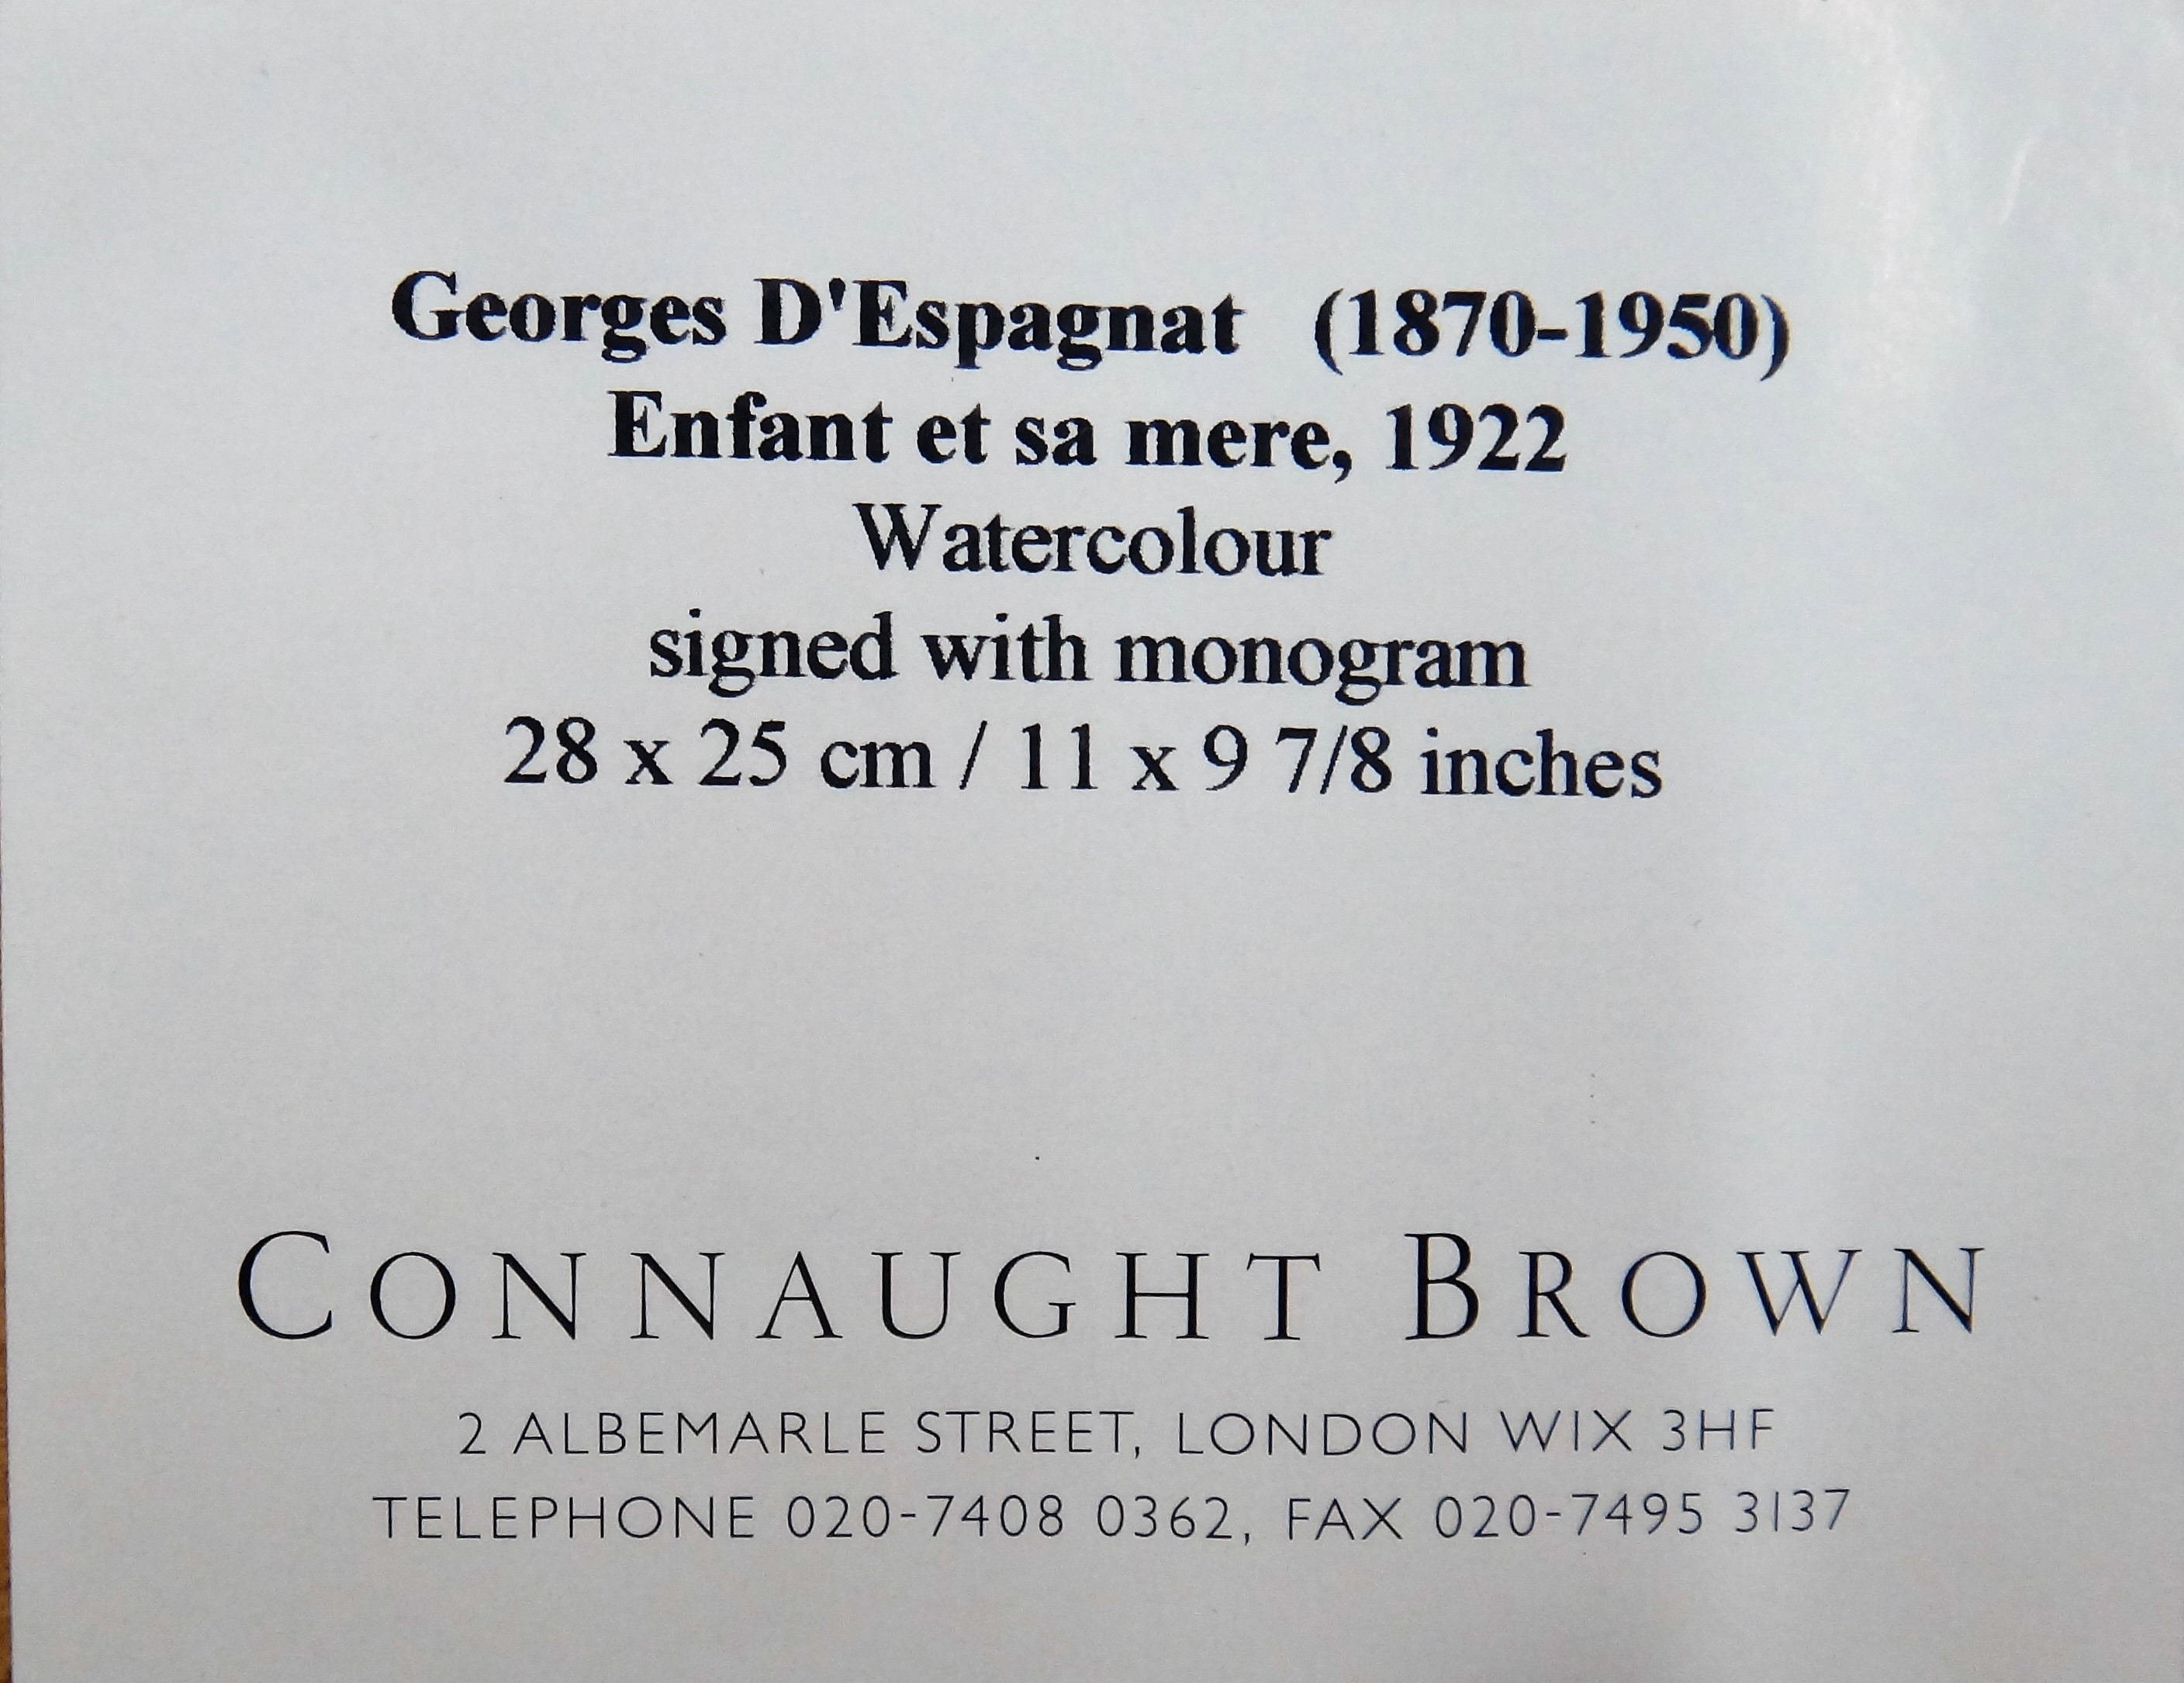 Georges D'Espagnat (1870-1950)
Enfant et sa mere, 1922
Watercolour
signed with monogram
28 x 25 cm / 11 x 9 7/8 inches
CONNAUGHT BROWN
2 ALBEMARLE STREET, LONDON W1X 3HF
TELEPHONE 020-7408 0362, FAX 020-7495 3137